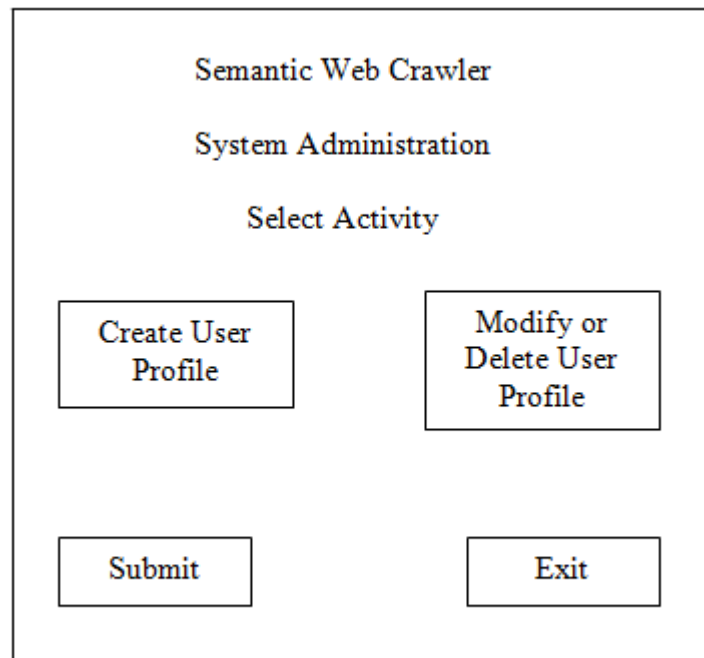 Semantic Web Crawler
System Administration
Select Activity
Create User
Profile
Modify or
Delete User
Profile
Submit
Exit